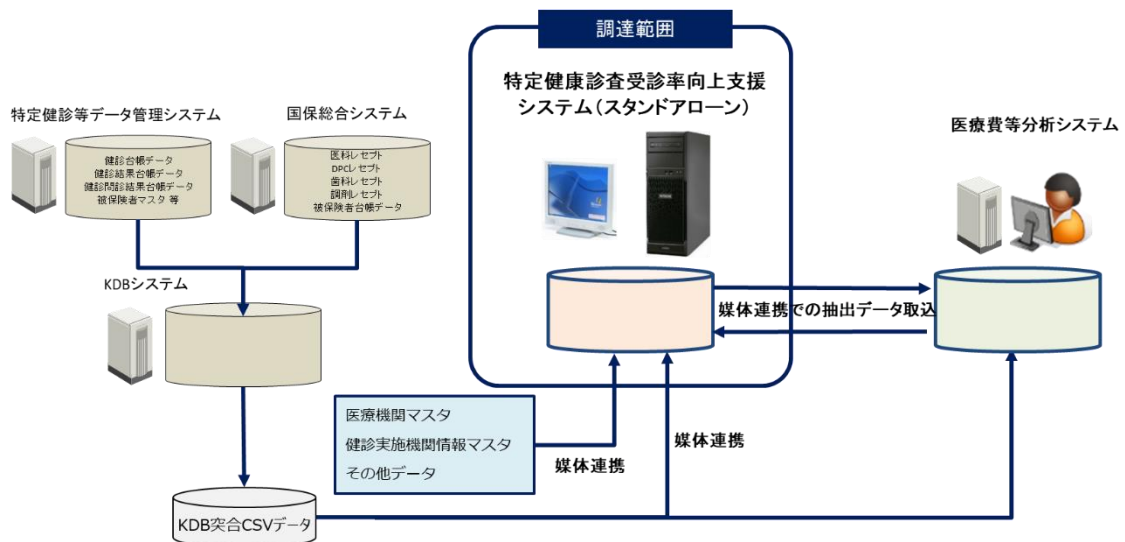 調達範囲
特定健康診査受診率向上支援
システム（スタンドアローン）
特定健診等データ管理システム
国保総合システム
医療費等分析システム
健診台帳データ
健診結果台帳データ
健診問診結果台帳データ
被保険者マスタ 等
医科レセプト
DPCレセプト
歯科レセプト
調剤レセプト
被保険者台帳データ
KDBシステム
媒体連携での抽出データ取込
医療機関マスタ
健診実施機関情報マスタ
その他データ
媒体連携
媒体連携
KDB突合CSVデータ